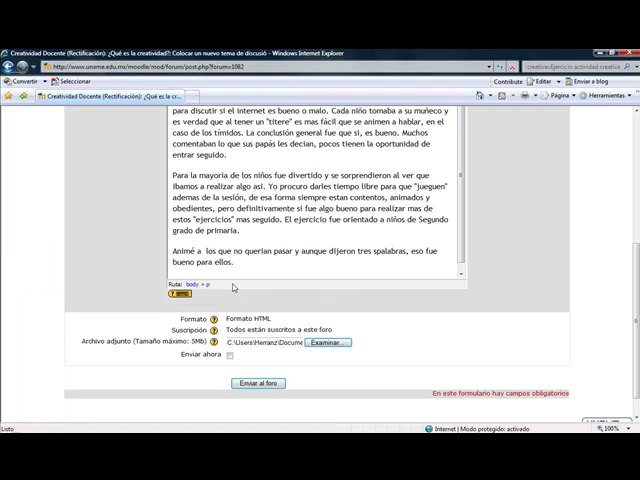 Creatividad Docente (Rectificación): ¿Qué es la creatividad?: Colocar un nuevo tema de discusió - Windows Internet Explorer
http://www.uname.edu.mx/moodle/mod/forum/post.php?forum=1082
creativex Ejercicio actividad creativa
Convertir
Seleccionar
Contribute
Editar
Enviar a blog
Creatividad Docente (Rectificación): ¿Qué es la cr...
Página
Herramientas
para discutir si el internet es bueno o malo. Cada niño tomaba a su muñeco y
es verdad que al tener un "titere" es mas fácil que se animen a hablar, en el
caso de los tímidos. La conclusión general fue que si, es bueno. Muchos
comentaban lo que sus papás les decian, pocos tienen la oportunidad de
entrar seguido.
Para la mayoria de los niños fue divertido y se sorprendieron al ver que
ibamos a realizar algo asi. Yo procuro darles tiempo libre para que "jueguen"
ademas de la sesión, de esa forma siempre estan contentos, animados y
obedientes, pero definitivamente si fue algo bueno para realizar mas de
estos "ejercicios" mas seguido. El ejercicio fue orientado a niños de Segundo
grado de primaria.
Animé a los que no querian pasar y aunque dijeron tres spalabras, eso fue
bueno para ellos.
Ruta: body » p
Formato
Formato HTML
Suscripción
Todos están suscritos a este foro
Archivo adjunto (Tamaño máximo: 5Mb)
C:\Users\Herranz\Docume
Examinar...
Enviar ahora
Enviar al foro
En este formulario hay campos obligatorios
Listo
Internet | Modo protegido: activado
100%